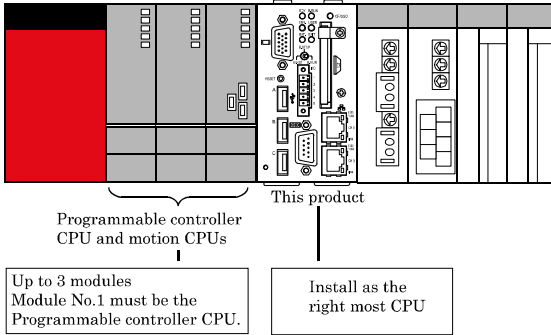 A
B
C
This product
Programmable controller
CPU and motion CPUs
Up to 3 modules
Module No.1 must be the
Programmable controller CPU.
Install as the
right most CPU